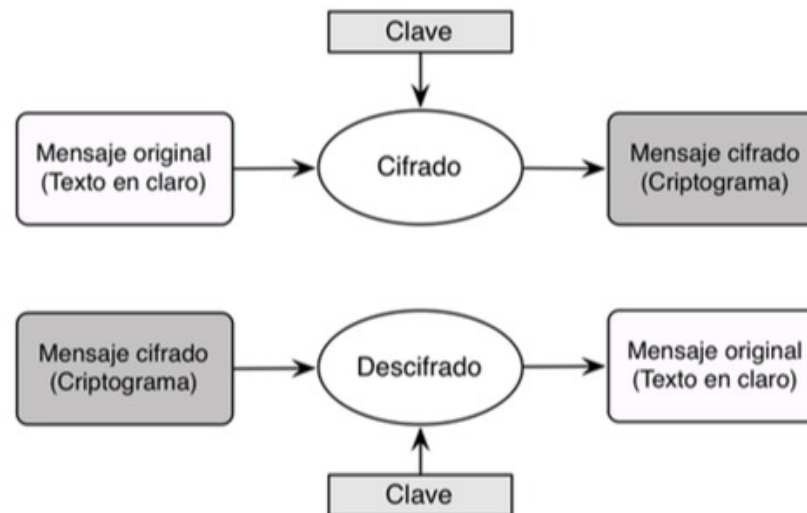 Clave
Mensaje original
(Texto en claro)
Cifrado
Mensaje cifrado
(Criptograma)
Mensaje cifrado
(Criptograma)
Descifrado
Mensaje original
(Texto en claro)
Clave